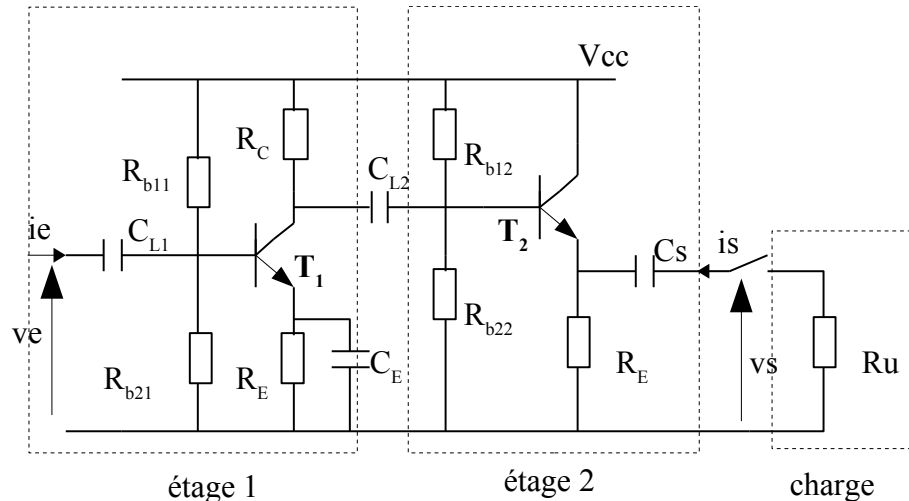 Vcc
R_C
R_b11
C_L2
R_b12
ie
C_L1
T_1
T_2
Cs
is
ve
R_b21
R_E
C_E
R_b22
R_E
vs
Ru
étage 1
étage 2
charge